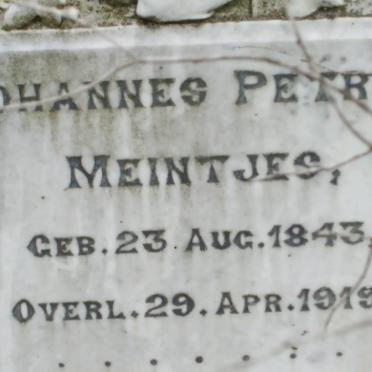 OHANNES PETR
MEINTJES,
GEB. 23 AUG. 1843,
OVERL. 29. APR. 1919